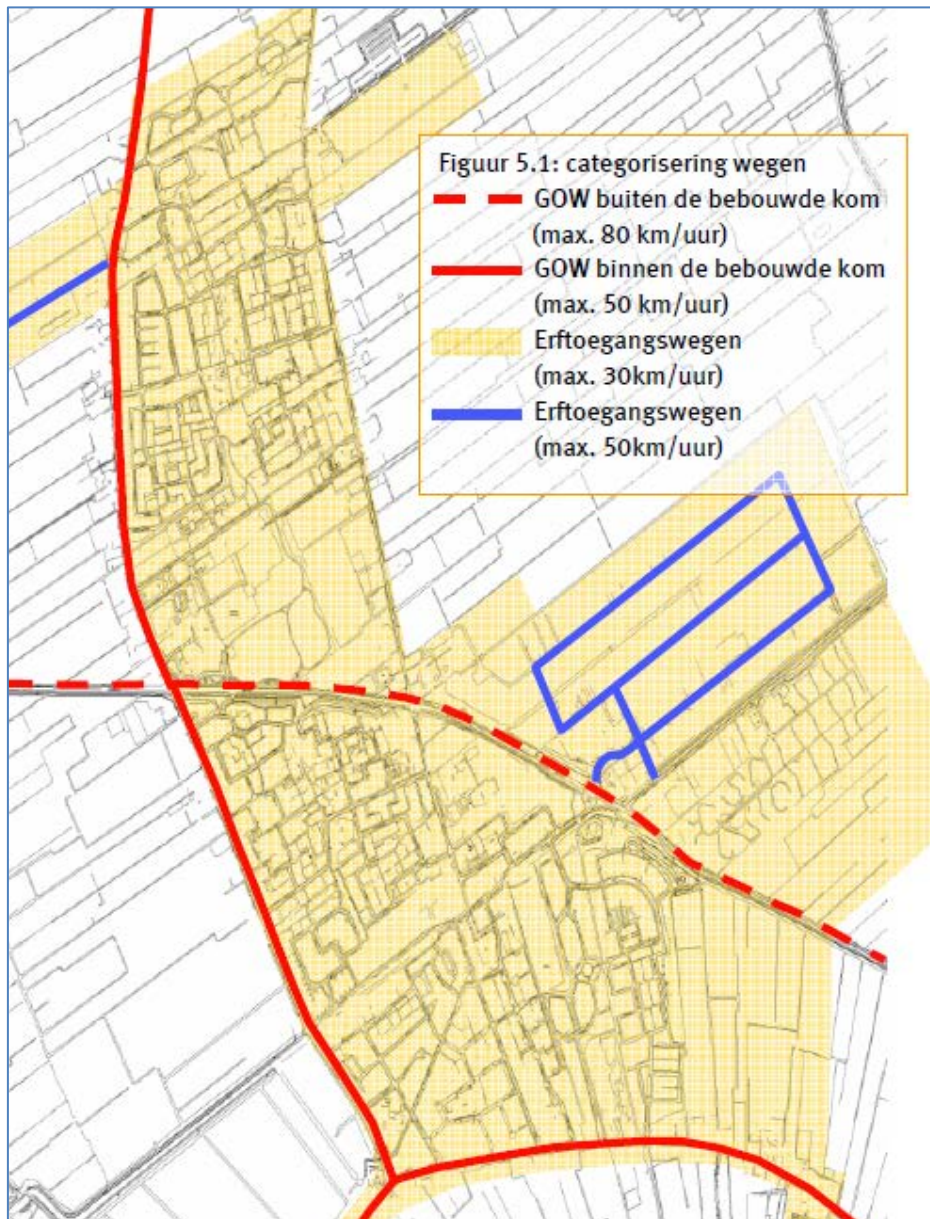 Figuur 5.1: categorisering wegen
GOW buiten de bebouwde kom
(max. 80 km/uur)
GOW binnen de bebouwde kom
(max. 50 km/uur)
Erftoegangswegen
(max. 30km/uur)
Erftoegangswegen
(max. 50km/uur)